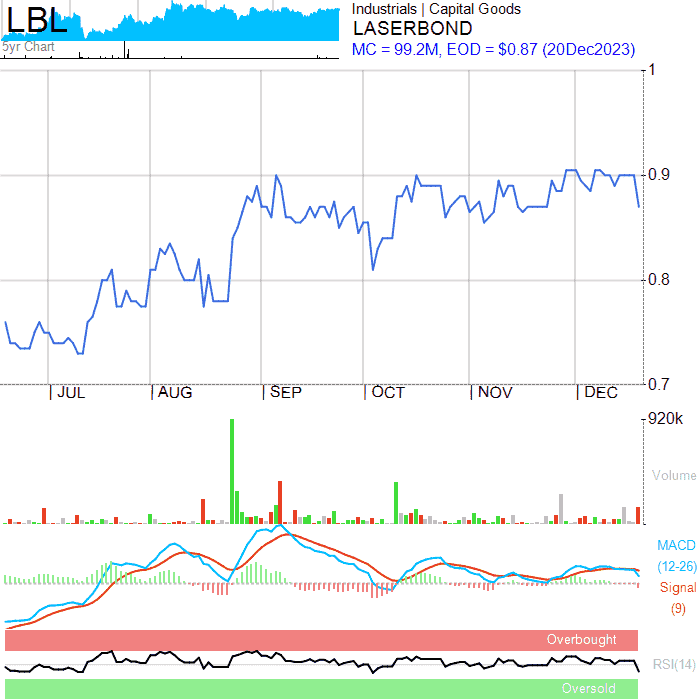 LBL
5yr Chart
Industrials | Capital Goods
LASERBOND
MC = 99.2M, EOD = $0.87 (20Dec2023)
1
0.9
0.8
0.7
|JUL |AUG |SEP |OCT |NOV |DEC
920k
Volume
MACD
(12-26)
Signal
(9)
Overbought
RSI(14)
Oversold